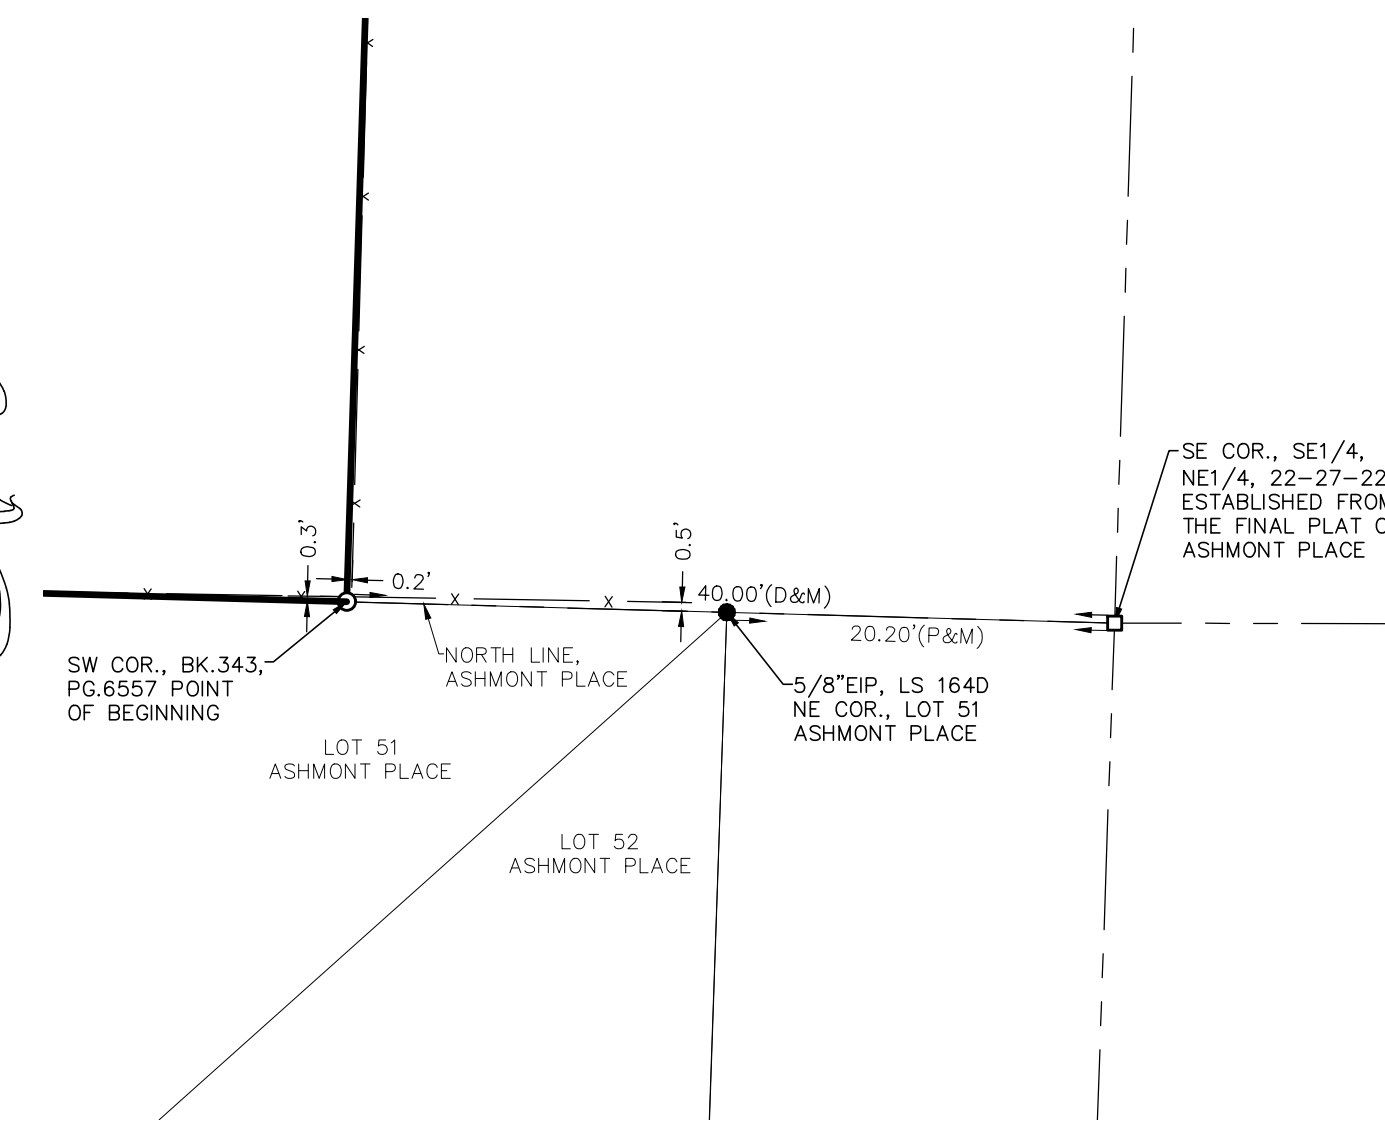 SE COR., SE1/4,
NE1/4, 22-27-22
ESTABLISHED FROM
THE FINAL PLAT O
ASHMONT PLACE
0.3'
0.5'
0.2'
40.00'(D&M)
20.20'(P&M)
SW COR., BK.343,
PG.6557 POINT
OF BEGINNING
NORTH LINE,
ASHMONT PLACE
5/8"EIP, LS 164D
NE COR., LOT 51
ASHMONT PLACE
LOT 51
ASHMONT PLACE
LOT 52
ASHMONT PLACE